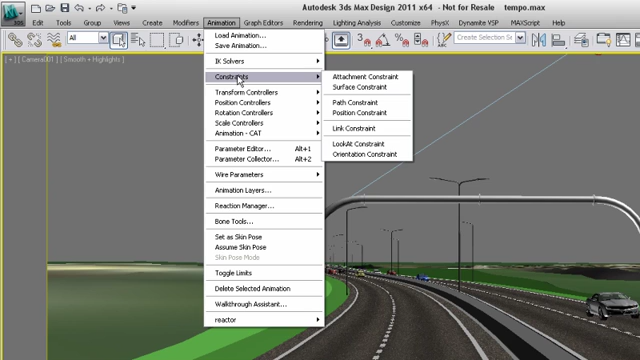 Autodesk 3ds Max Design 2011 x64 - Not for Resale tempo.max
Edit Tools Group Views Create Modifiers Animation Graph Editors Rendering Lighting Analysis Customize PhysX Dynamite VSP MAXScript Help
All
Create Selection Se
[ + ] [ Camera001 ] [ Smooth + Highlights ]
Load Animation...
Save Animation...
IK Solvers
Constraints
Transform Controllers
Position Controllers
Rotation Controllers
Scale Controllers
Animation - CAT
Parameter Editor... Alt+1
Parameter Collector... Alt+2
Wire Parameters
Animation Layers...
Reaction Manager...
Bone Tools...
Set as Skin Pose
Assume Skin Pose
Skin Pose Mode
Toggle Limits
Delete Selected Animation
Walkthrough Assistant...
reactor
Attachment Constraint
Surface Constraint
Path Constraint
Position Constraint
Link Constraint
LookAt Constraint
Orientation Constraint